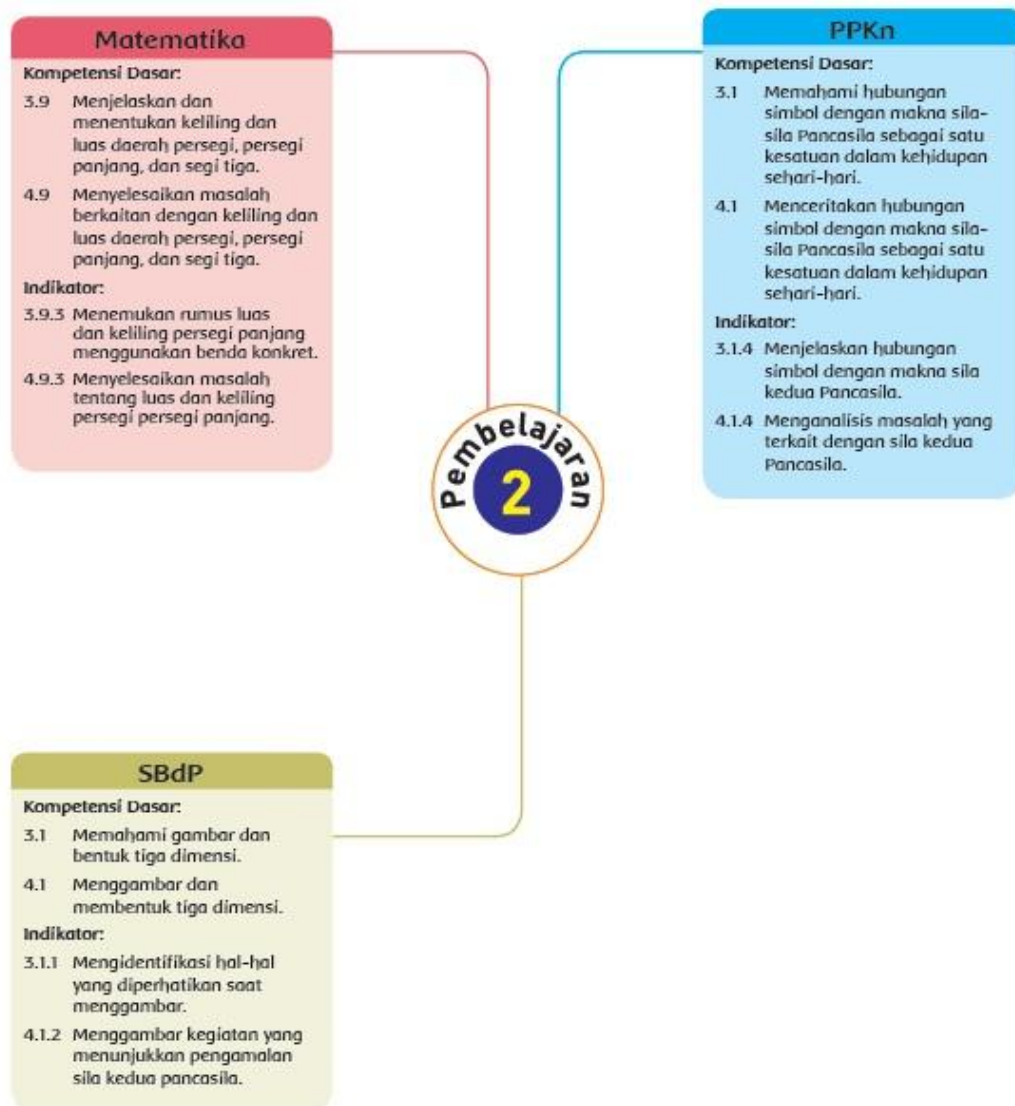 Matematika
Kompetensi Dasar:
3.9 Menjelaskan dan
menentukan keliling dan
luas daerah persegi, persegi
panjang, dan segi tiga.
4.9 Menyelesaikan masalah
berkaitan dengan keliling dan
luas daerah persegi, persegi
panjang, dan segi tiga.
Indikator:
3.9.3 Menemukan rumus luas
dan keliling persegi panjang
menggunakan benda konkret.
4.9.3 Menyelesaikan masalah
tentang luas dan keliling
persegi persegi panjang.
PPKn
Kompetensi Dasar:
3.1 Memahami hubungan
simbol dengan makna sila-
sila Pancasila sebagai satu
kesatuan dalam kehidupan
sehari-hari.
4.1 Menceritakan hubungan
simbol dengan makna sila-
sila Pancasila sebagai satu
kesatuan dalam kehidupan
sehari-hari.
Indikator:
3.1.4 Menjelaskan hubungan
simbol dengan makna sila
kedua Pancasila.
4.1.4 Menganalisis masalah yang
terkait dengan sila kedua
Pancasila.
Pembelajaran
2
SBdP
Kompetensi Dasar:
3.1 Memahami gambar dan
bentuk tiga dimensi.
4.1 Menggambar dan
membentuk tiga dimensi.
Indikator:
3.1.1 Mengidentifikasi hal-hal
yang diperhatikan saat
menggambar.
4.1.2 Menggambar kegiatan yang
menunjukkan pengamalan
sila kedua pancasila.